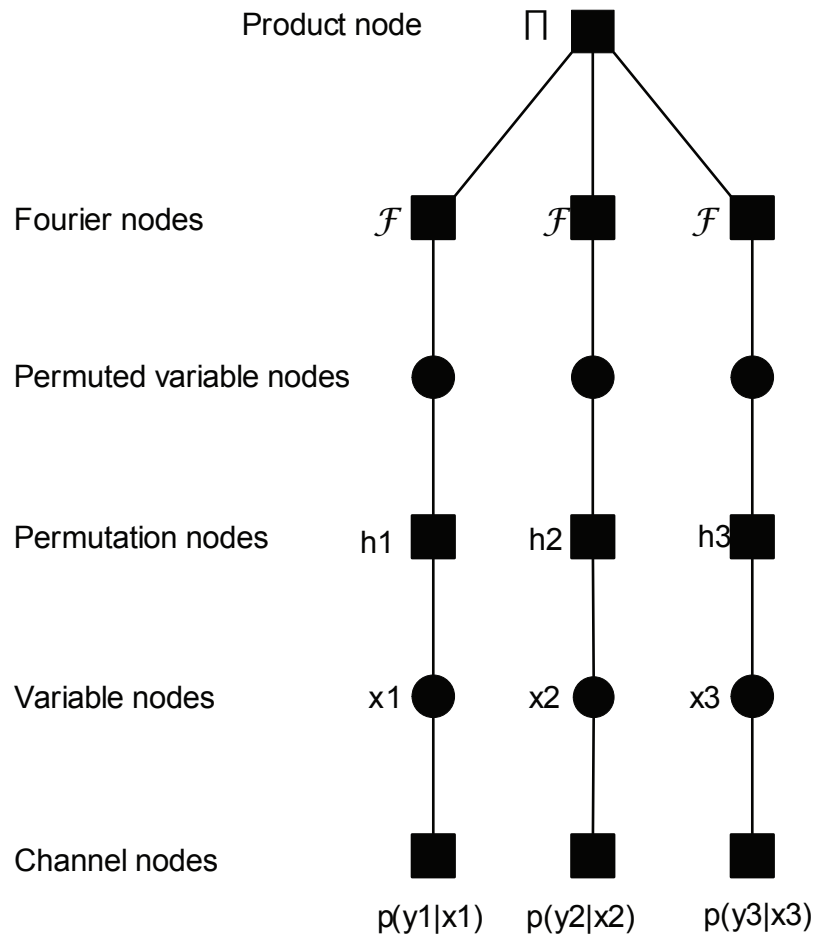 Product node ∏
Fourier nodes ℱ ℱ ℱ
Permuted variable nodes
Permutation nodes h1 h2 h3
Variable nodes x1 x2 x3
Channel nodes
p(y1|x1) p(y2|x2) p(y3|x3)